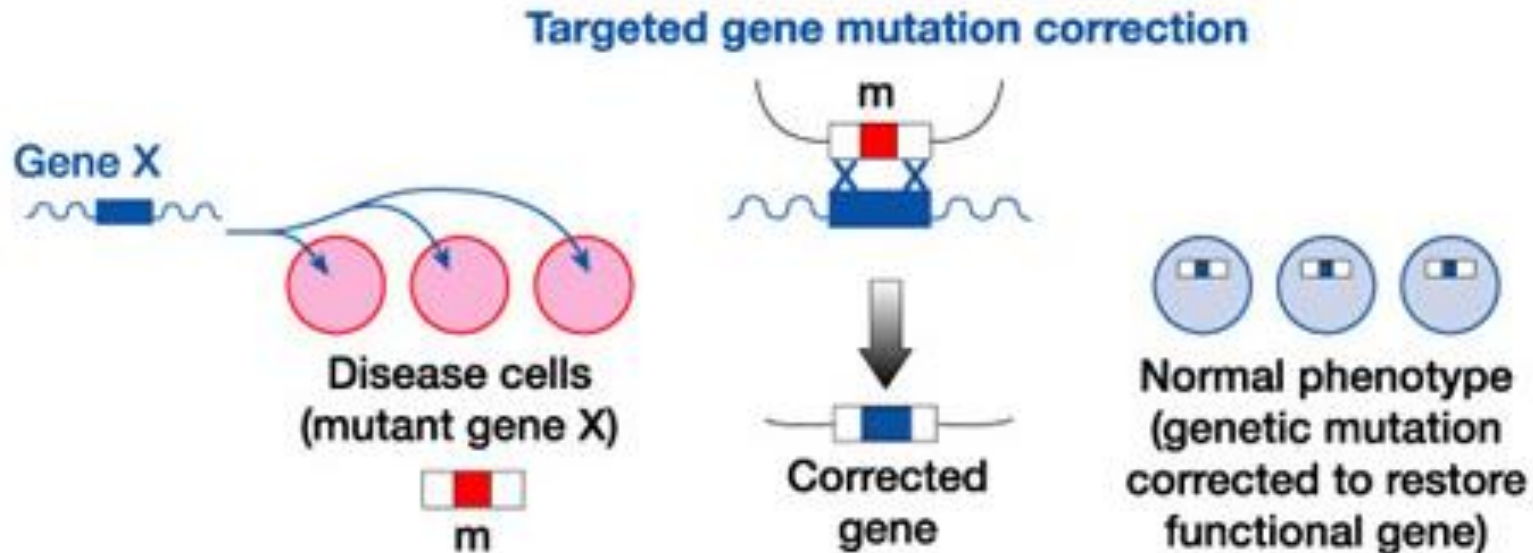 Targeted gene mutation correction
m
Gene X
Disease cells
(mutant gene X)
m
Corrected
gene
Normal phenotype
(genetic mutation
corrected to restore
functional gene)